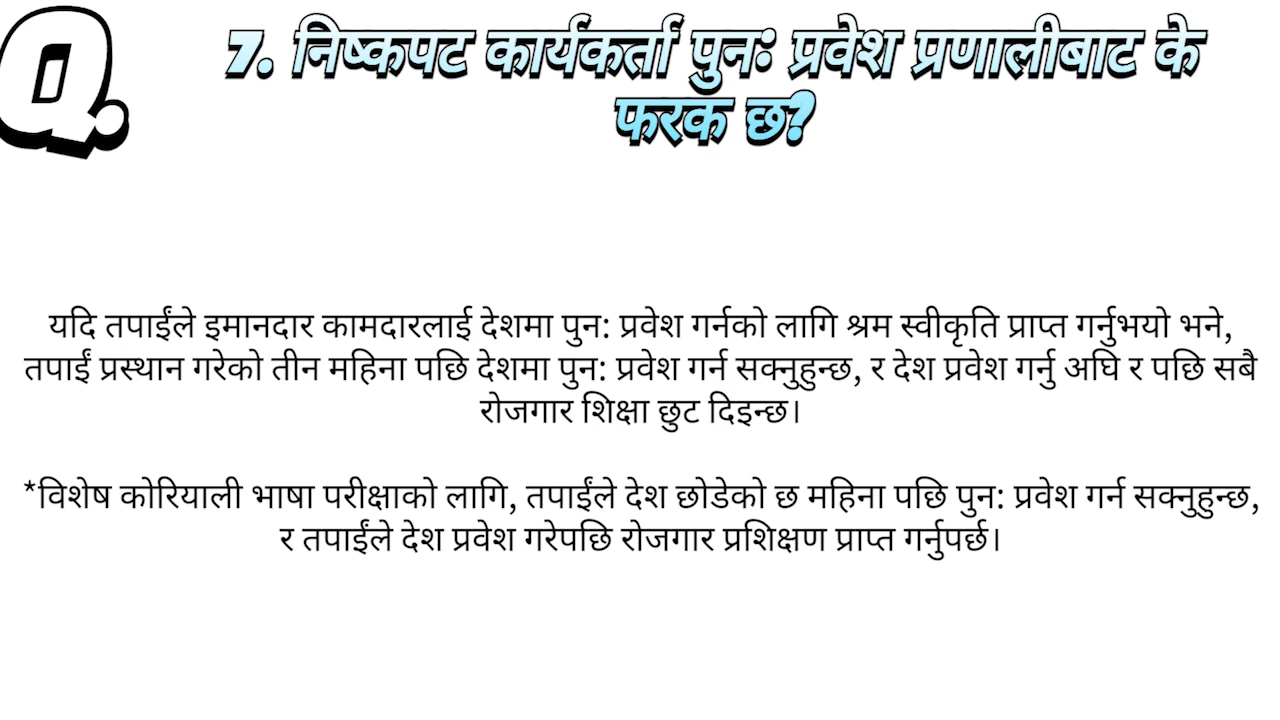 Q.
7. निष्कपट कार्यकर्ता पुनः प्रवेश प्रणालीबाट के
फरक छ?
यदि तपाईंले इमानदार कामदारलाई देशमा पुन: प्रवेश गर्नको लागि श्रम स्वीकृति प्राप्त गर्नुभयो भने,
तपाईं प्रस्थान गरेको तीन महिना पछि देशमा पुन: प्रवेश गर्न सक्नुहुन्छ, र देश प्रवेश गर्नु अघि र पछि सबै
रोजगार शिक्षा छुट दिइन्छ।
*विशेष कोरियाली भाषा परीक्षाको लागि, तपाईंले देश छोडेको छ महिना पछि पुन: प्रवेश गर्न सक्नुहुन्छ,
र तपाईंले देश प्रवेश गरेपछि रोजगार प्रशिक्षण प्राप्त गर्नुपर्छ।